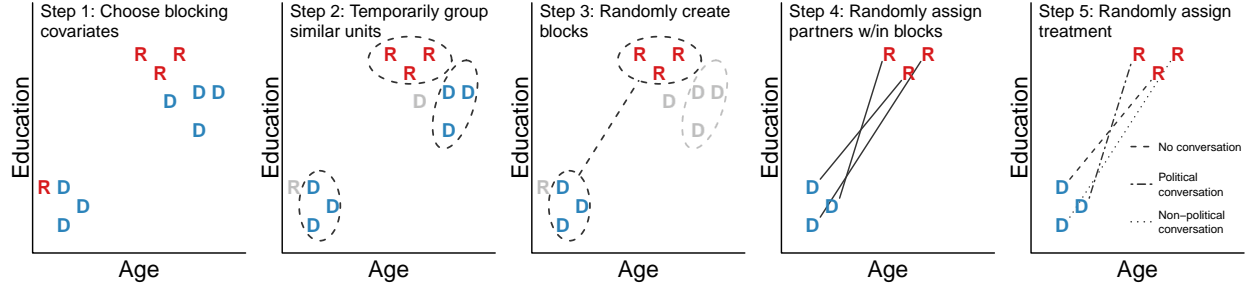 Step 1: Choose blocking
covariates
R R
R
D D D
D
R D
D
D
Education
Age
Step 2: Temporarily group
similar units
R R
R
D D D
D
R D
D
D
Education
Age
Step 3: Randomly create
blocks
R R
R
D D D
D
R D
D
D
Education
Age
Step 4: Randomly assign
partners w/in blocks
R R
R
D
D
D
Education
Age
Step 5: Randomly assign
treatment
R R
R
D
D
D
No conversation
Political
conversation
Non−political
conversation
Education
Age